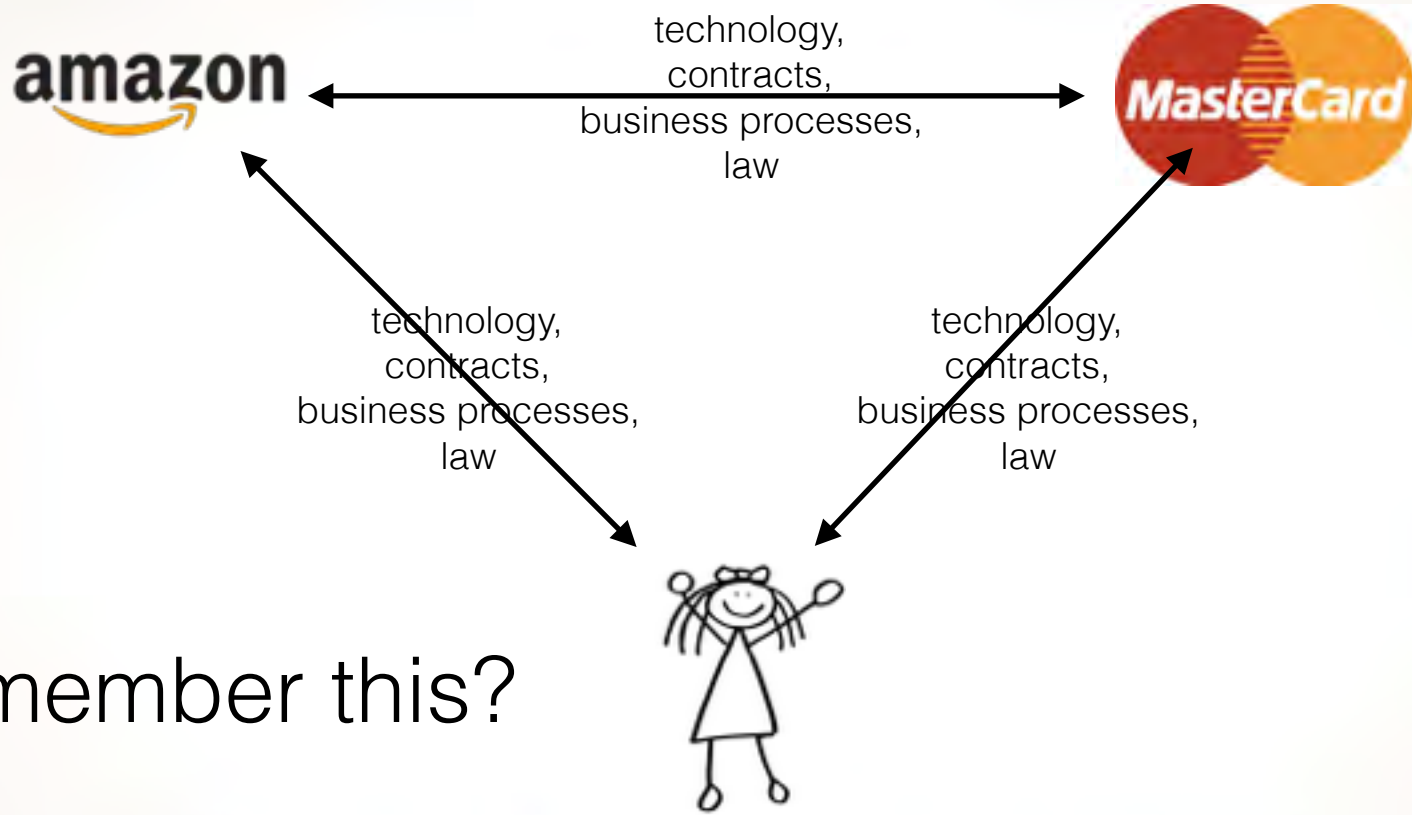 amazon
technology,
contracts,
business processes,
law
MasterCard
technology,
contracts,
business processes,
law
technology,
contracts,
business processes,
law
member this?